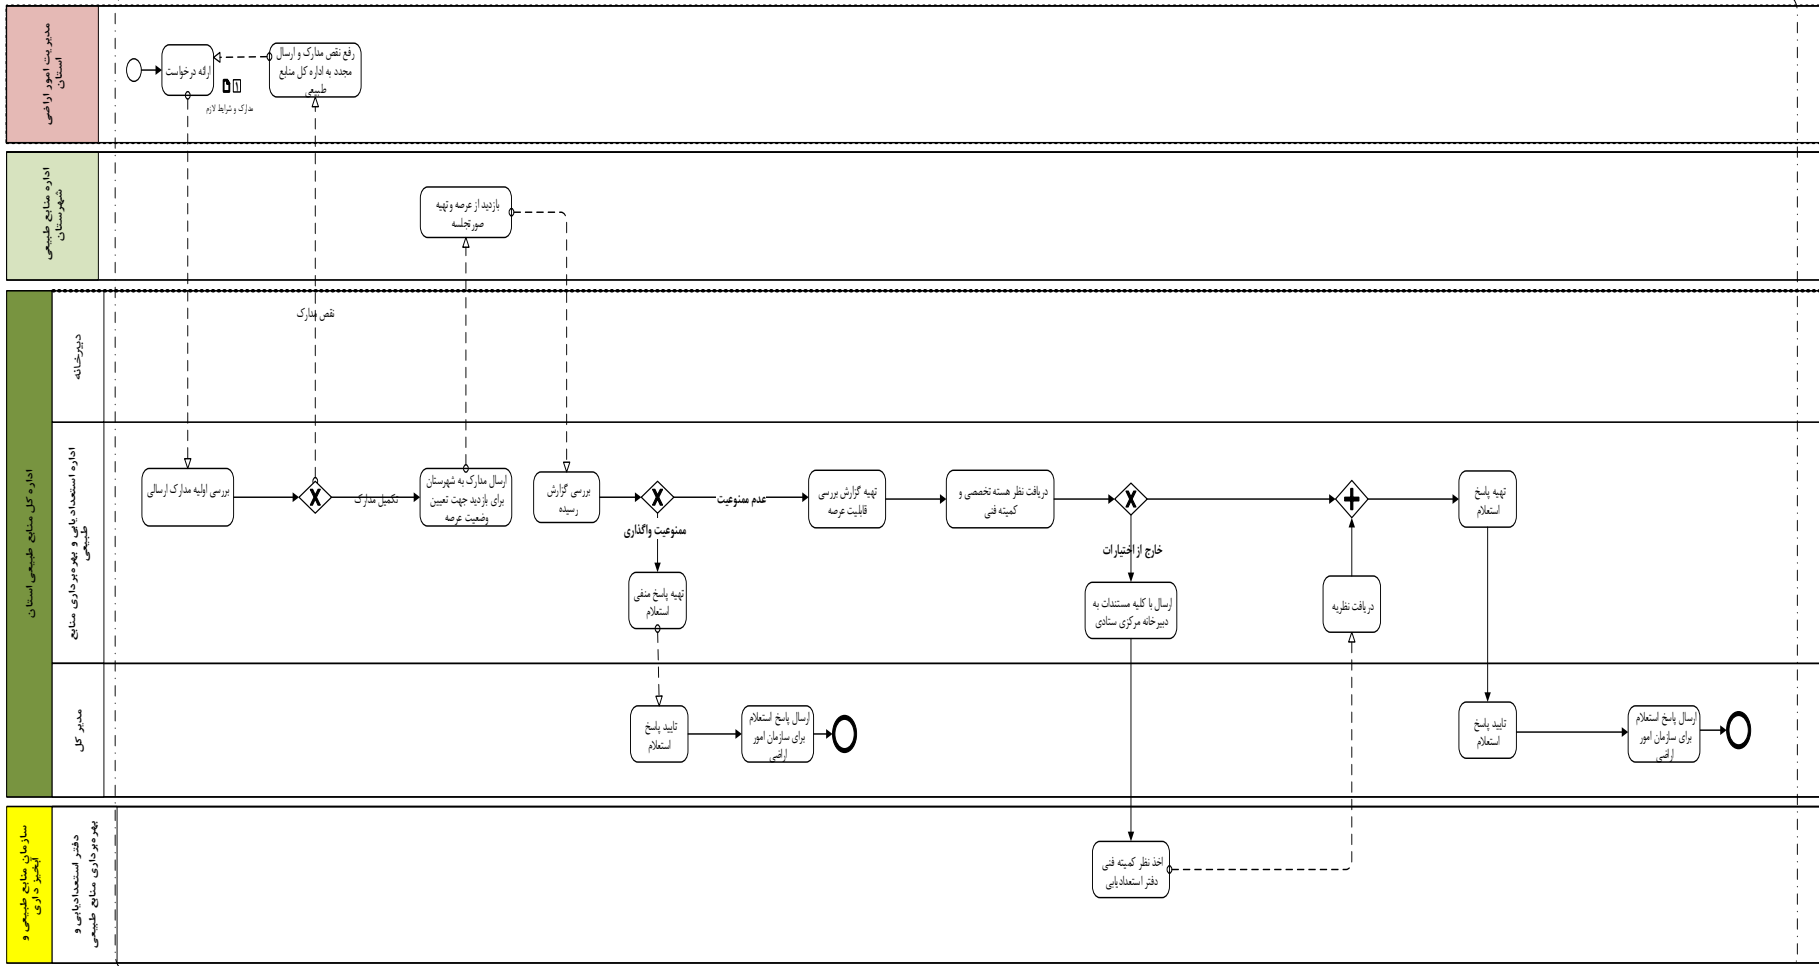 مدیریت امور اراضی
استان
ارائه درخواست
مدارک و شرایط لازم
رفع نقص مدارک و ارسال
مجدد به اداره کل منابع
طبیعی
اداره منابع طبیعی
شهرستان
بازدید از عرصه و تهیه
صورتجلسه
اداره کل منابع طبیعی استان
دبیرخانه
نقص مدارک
اداره استعدادیابی و بهره‌برداری منابع
طبیعی
بررسی اولیه مدارک ارسالی
تکمیل مدارک
ارسال مدارک به شهرستان
برای بازدید جهت تعیین
وضعیت عرصه
بررسی گزارش
رسیده
عدم ممنوعیت
ممنوعیت واگذاری
تهیه پاسخ منفی
استعلام
تهیه گزارش بررسی
قابلیت عرصه
دریافت نظر هسته تخصصی و
کمیته فنی
خارج از اختیارات
ارسال با کلیه مستندات به
دبیرخانه مرکزی ستادی
دریافت نظریه
تهیه پاسخ
استعلام
مدیر کل
تایید پاسخ
استعلام
ارسال پاسخ استعلام
برای سازمان امور
اراضی
تایید پاسخ
استعلام
ارسال پاسخ استعلام
برای سازمان امور
اراضی
سازمان منابع طبیعی و
آبخیزداری
دفتر استعدادیابی و
بهره‌برداری منابع طبیعی
اخذ نظر کمیته فنی
دفتر استعدادیابی